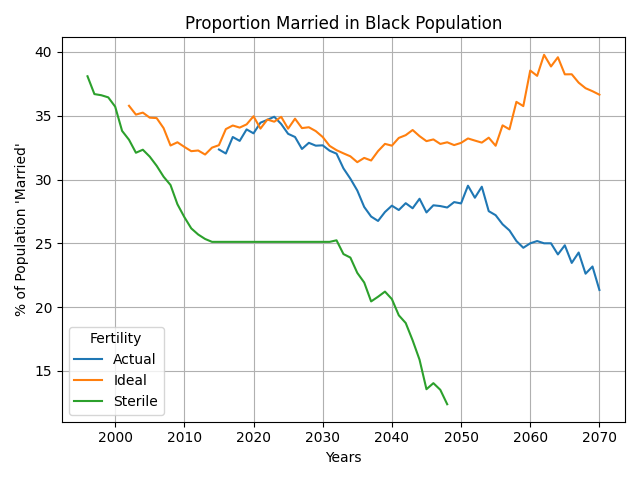 Proportion Married in Black Population
% of Population 'Married'
40
35
30
25
20
15
Fertility
Actual
Ideal
Sterile
2000 2010 2020 2030 2040 2050 2060 2070
Years